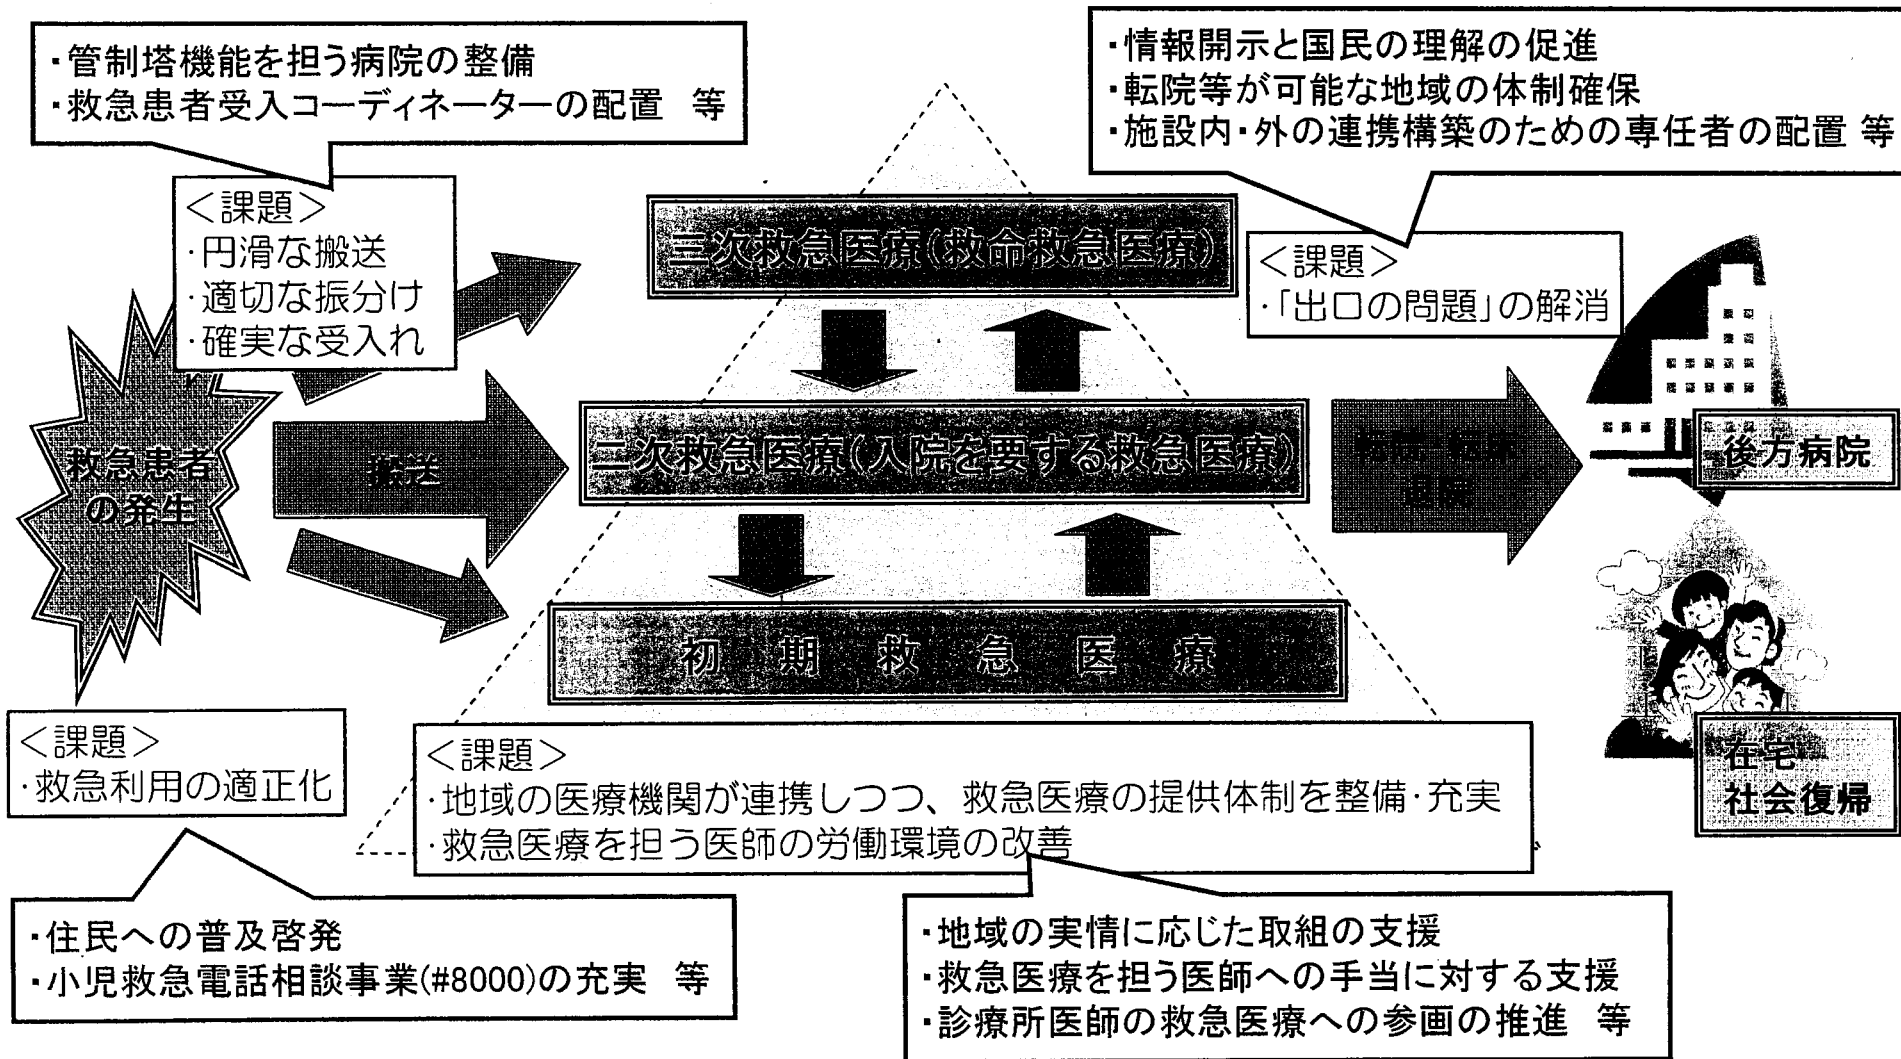 ・管制塔機能を担う病院の整備
・救急患者受入コーディネーターの配置　等
・情報開示と国民の理解の促進
・転院等が可能な地域の体制確保
・施設内・外の連携構築のための専任者の配置 等
＜課題＞
・円滑な搬送
・適切な振分け
・確実な受入れ
三次救急医療(救命救急医療)
＜課題＞
・「出口の問題」の解消
救急患者
の発生
搬送
二次救急医療(入院を要する救急医療)
転院・転床
退院
後方病院
初期救急医療
在宅
社会復帰
＜課題＞
・救急利用の適正化
＜課題＞
・地域の医療機関が連携しつつ、救急医療の提供体制を整備・充実
・救急医療を担う医師の労働環境の改善
・住民への普及啓発
・小児救急電話相談事業(#8000)の充実　等
・地域の実情に応じた取組の支援
・救急医療を担う医師への手当に対する支援
・診療所医師の救急医療への参画の推進　等